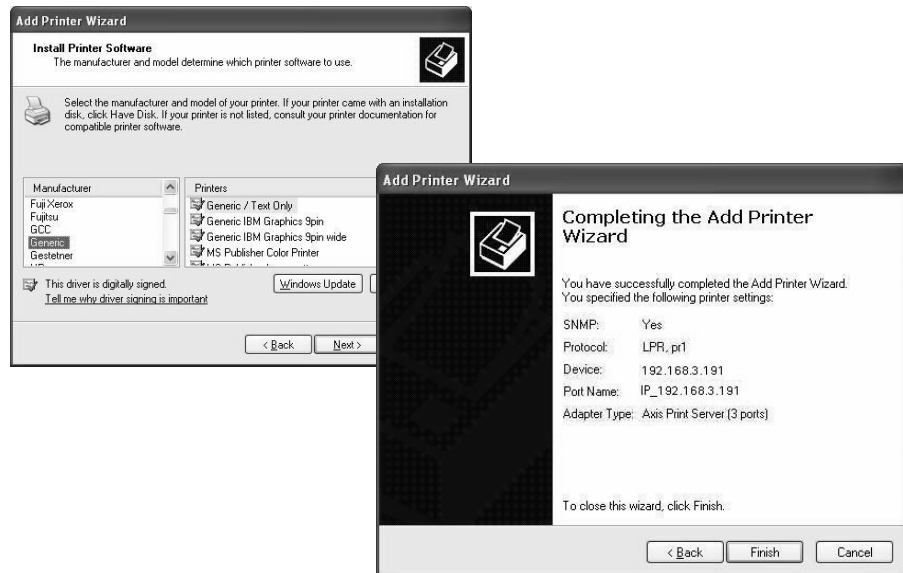 Add Printer Wizard
Install Printer Software
The manufacturer and model determine which printer software to use.
Select the manufacturer and model of your printer. If your printer came with an installation
disk, click Have Disk. If your printer is not listed, consult your printer documentation for
compatible printer software.
Manufacturer
Fuji Xerox
Fujitsu
GCC
Generic
Gestetner
Printers
Generic / Text Only
Generic IBM Graphics 9pin
Generic IBM Graphics 9pin wide
MS Publisher Color Printer
This driver is digitally signed.
Tell me why driver signing is important
Windows Update
< Back
Next >
Add Printer Wizard
Completing the Add Printer
Wizard
You have successfully completed the Add Printer Wizard.
You specified the following printer settings:
SNMP: Yes
Protocol: LPR, pr1
Device: 192.168.3.191
Port Name: IP_192.168.3.191
Adapter Type: Axis Print Server (3 ports)
To close this wizard, click Finish.
< Back
Finish
Cancel